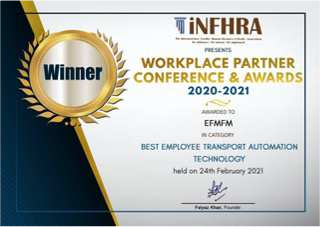 iNFHRA
PRESENTS
WORKPLACE PARTNER
CONFERENCE & AWARDS
2020-2021
AWARDED TO
EFMFM
IN CATEGORY
BEST EMPLOYEE TRANSPORT AUTOMATION
TECHNOLOGY
held on 24th February 2021
Faiyaz Khan, Founder
Winner